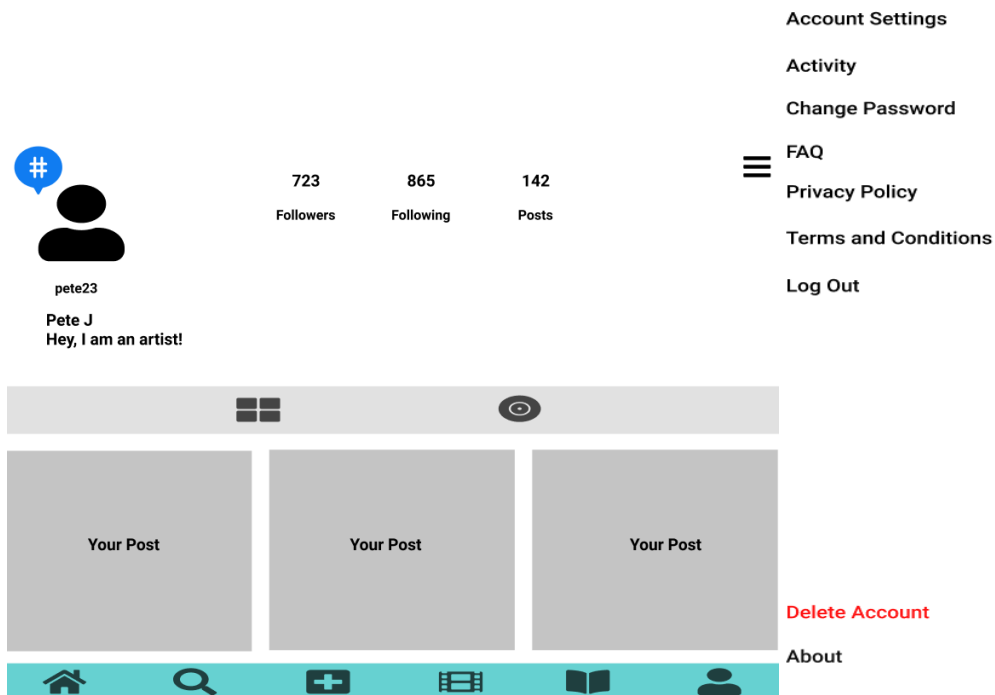 #
723 865 142
Followers Following Posts
pete23
Pete J
Hey, I am an artist!
Your Post Your Post Your Post
Account Settings
Activity
Change Password
FAQ
Privacy Policy
Terms and Conditions
Log Out
Delete Account
About